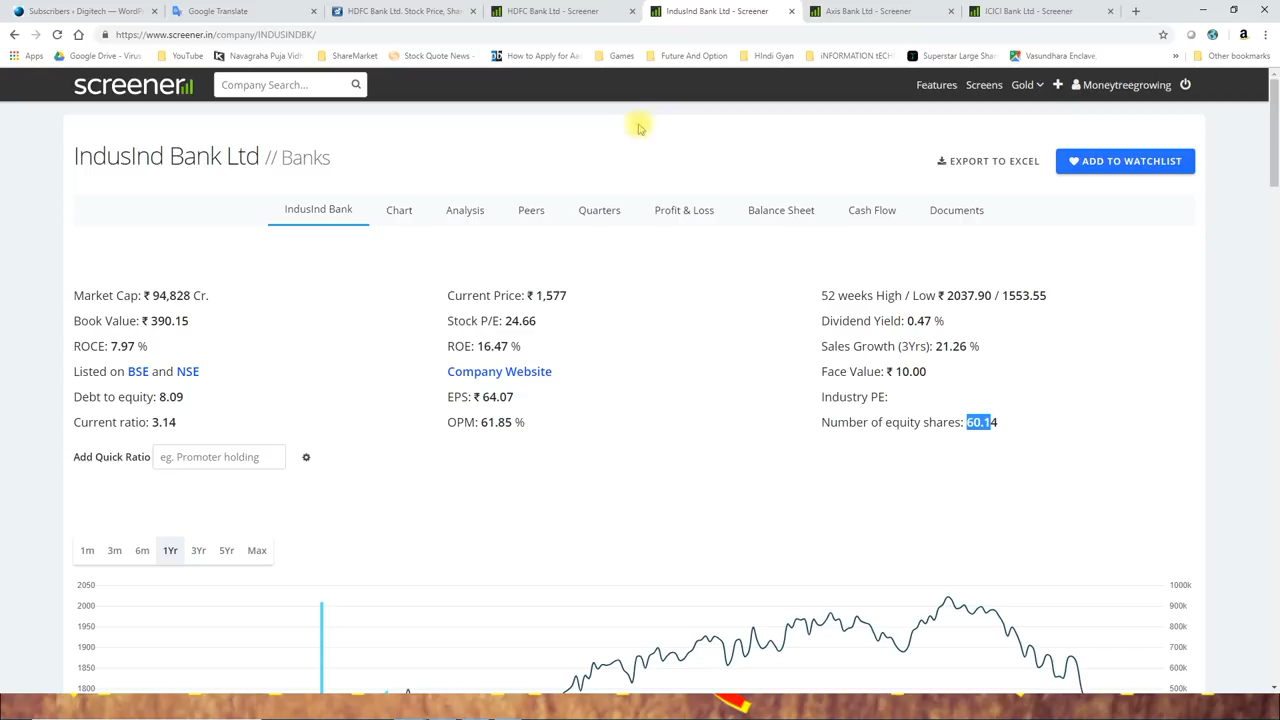 Subscribers ‹ Digitech — WordPr
Google Translate
HDFC Bank Ltd. Stock Price, Shar
HDFC Bank Ltd - Screener
IndusInd Bank Ltd - Screener
Axis Bank Ltd - Screener
ICICI Bank Ltd - Screener
https://www.screener.in/company/INDUSINDBK/
Apps
Google Drive - Virus
YouTube
Navagraha Puja Vidh
ShareMarket
Stock Quote News -
How to Apply for Aa
Games
Future And Option
HIndi Gyan
iNFORMATION tECH
Superstar Large Shar
Vasundhara Enclave.
»
Other bookmarks
screener
Company Search...
Features
Screens
Gold
Moneytreegrowing
IndusInd Bank Ltd // Banks
EXPORT TO EXCEL
ADD TO WATCHLIST
IndusInd Bank
Chart
Analysis
Peers
Quarters
Profit & Loss
Balance Sheet
Cash Flow
Documents
Market Cap: ₹ 94,828 Cr.
Current Price: ₹ 1,577
52 weeks High / Low ₹ 2037.90 / 1553.55
Book Value: ₹ 390.15
Stock P/E: 24.66
Dividend Yield: 0.47 %
ROCE: 7.97 %
ROE: 16.47 %
Sales Growth (3Yrs): 21.26 %
Listed on BSE and NSE
Company Website
Face Value: ₹ 10.00
Debt to equity: 8.09
EPS: ₹ 64.07
Industry PE:
Current ratio: 3.14
OPM: 61.85 %
Number of equity shares: 60.14
Add Quick Ratio
eg. Promoter holding
1m
3m
6m
1Yr
3Yr
5Yr
Max
2050
1000k
2000
900k
1950
800k
1900
700k
1850
600k
1800
500k